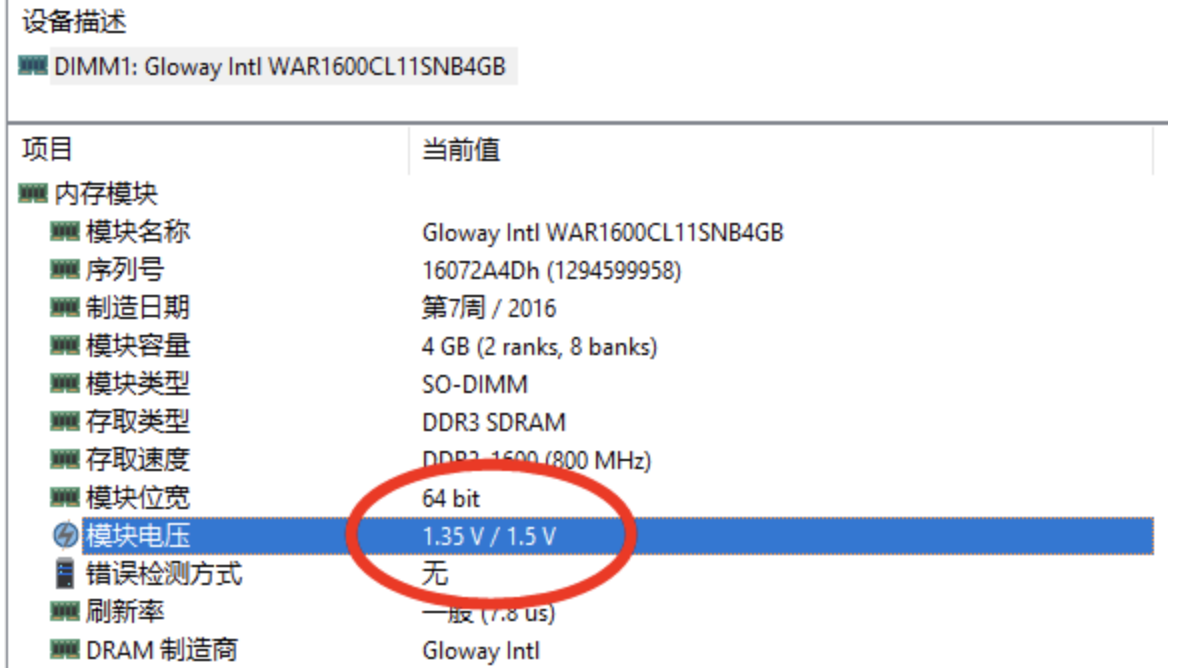 设备描述
DIMM1: Gloway Intl WAR1600CL11SNB4GB
项目 当前值
内存模块
模块名称 Gloway Intl WAR1600CL11SNB4GB
序列号 16072A4Dh (1294599958)
制造日期 第7周 / 2016
模块容量 4 GB (2 ranks, 8 banks)
模块类型 SO-DIMM
存取类型 DDR3 SDRAM
存取速度 DDR3-1600 (800 MHz)
模块位宽 64 bit
模块电压 1.35 V / 1.5 V
错误检测方式 无
刷新率 一般 (7.8 us)
DRAM 制造商 Gloway Intl